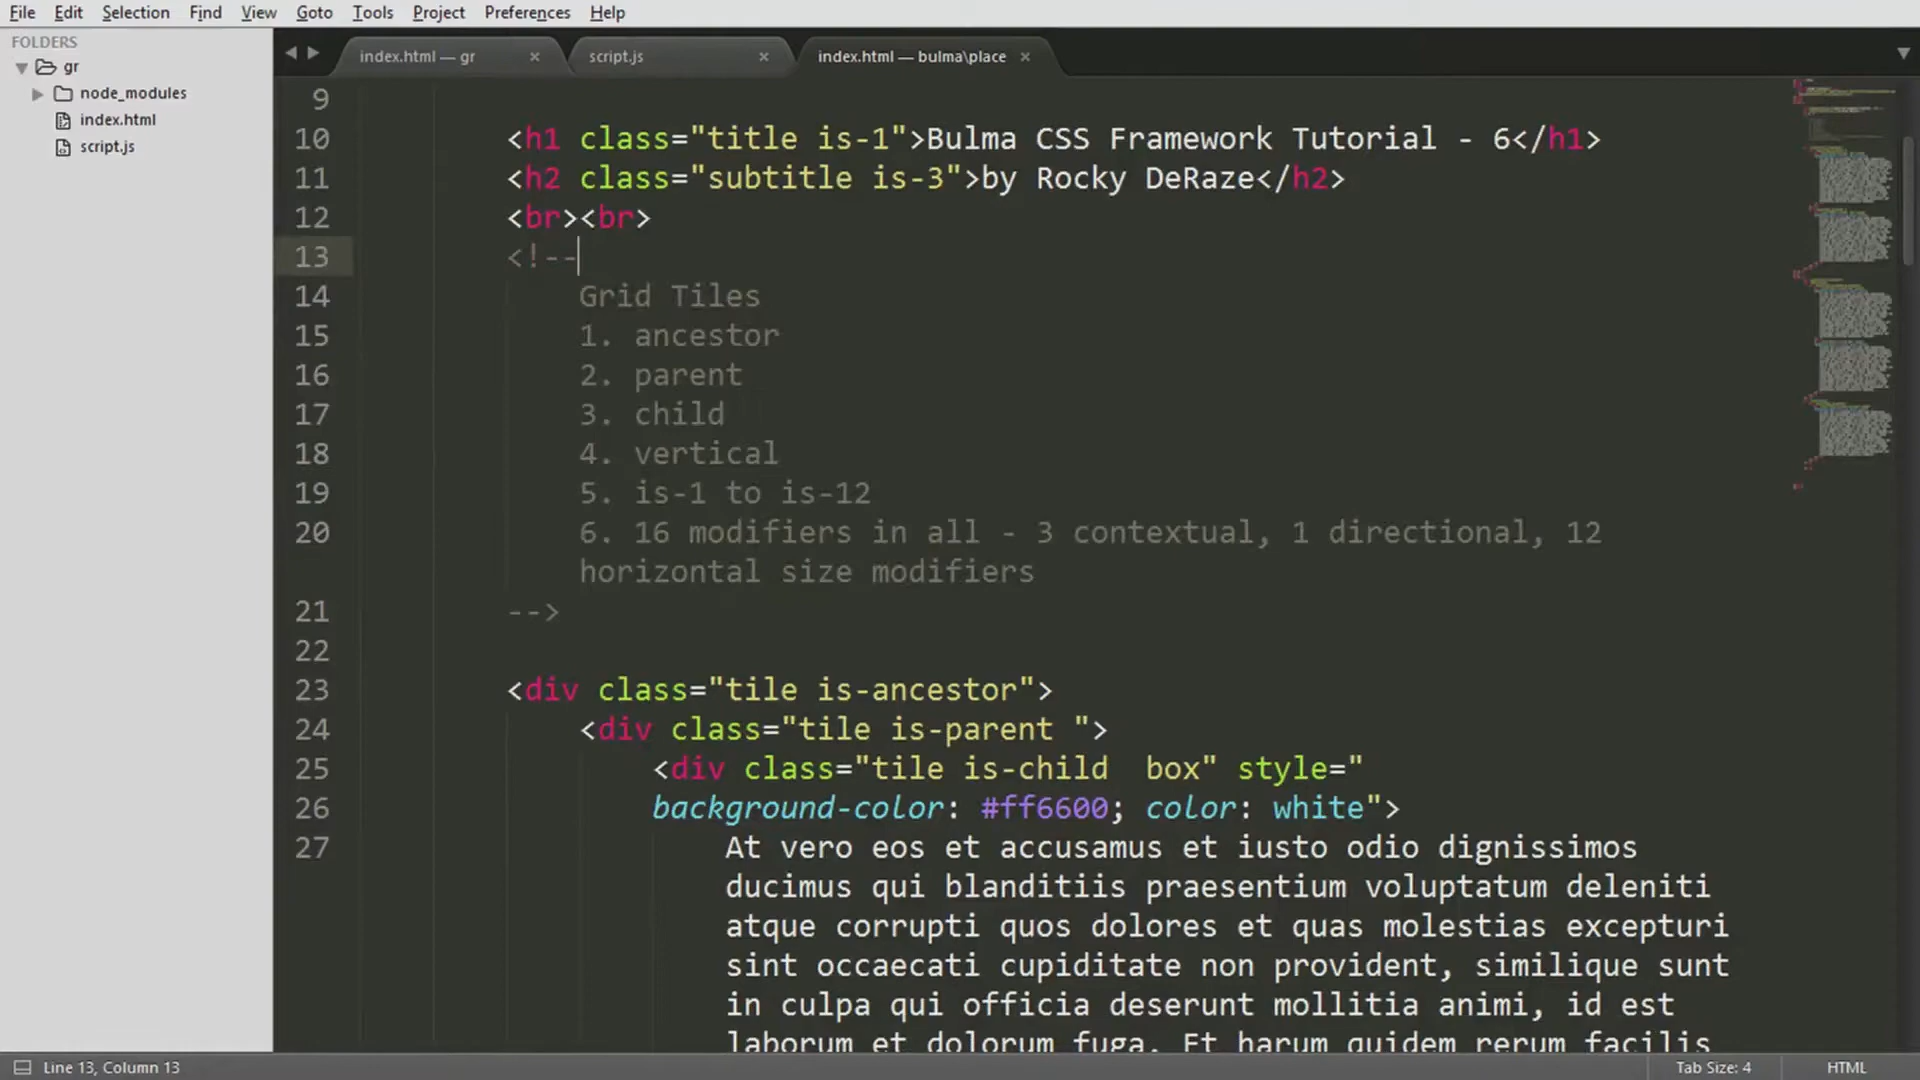 File Edit Selection Find View Goto Tools Project Preferences Help
FOLDERS
gr
node_modules
index.html
script.js
index.html — gr × script.js × index.html — bulma\place ×
9
10 <h1 class="title is-1">Bulma CSS Framework Tutorial - 6</h1>
11 <h2 class="subtitle is-3">by Rocky DeRaze</h2>
12 <br><br>
13 <!--
14 Grid Tiles
15 1. ancestor
16 2. parent
17 3. child
18 4. vertical
19 5. is-1 to is-12
20 6. 16 modifiers in all - 3 contextual, 1 directional, 12
horizontal size modifiers
21 -->
22
23 <div class="tile is-ancestor">
24 <div class="tile is-parent ">
25 <div class="tile is-child  box" style="
26 background-color: #ff6600; color: white">
27 At vero eos et accusamus et iusto odio dignissimos
ducimus qui blanditiis praesentium voluptatum deleniti
atque corrupti quos dolores et quas molestias excepturi
sint occaecati cupiditate non provident, similique sunt
in culpa qui officia deserunt mollitia animi, id est
laborum et dolorum fuga. Et harum quidem rerum facilis
Line 13, Column 13 Tab Size: 4 HTML